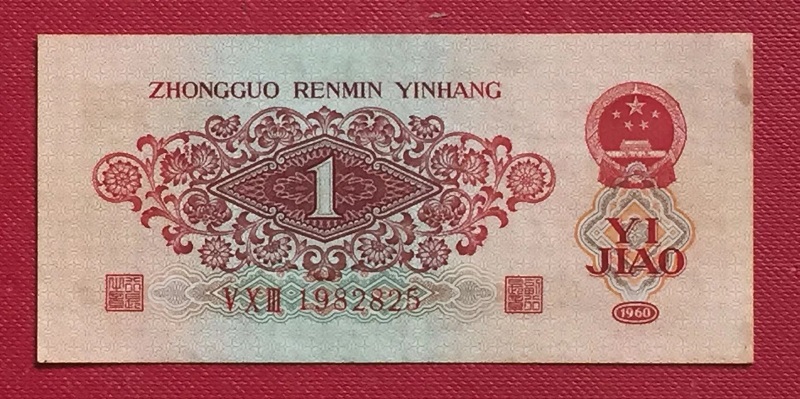 ZHONGGUO RENMIN YINHANG
1
YI
JIAO
V X III 1982825
1960